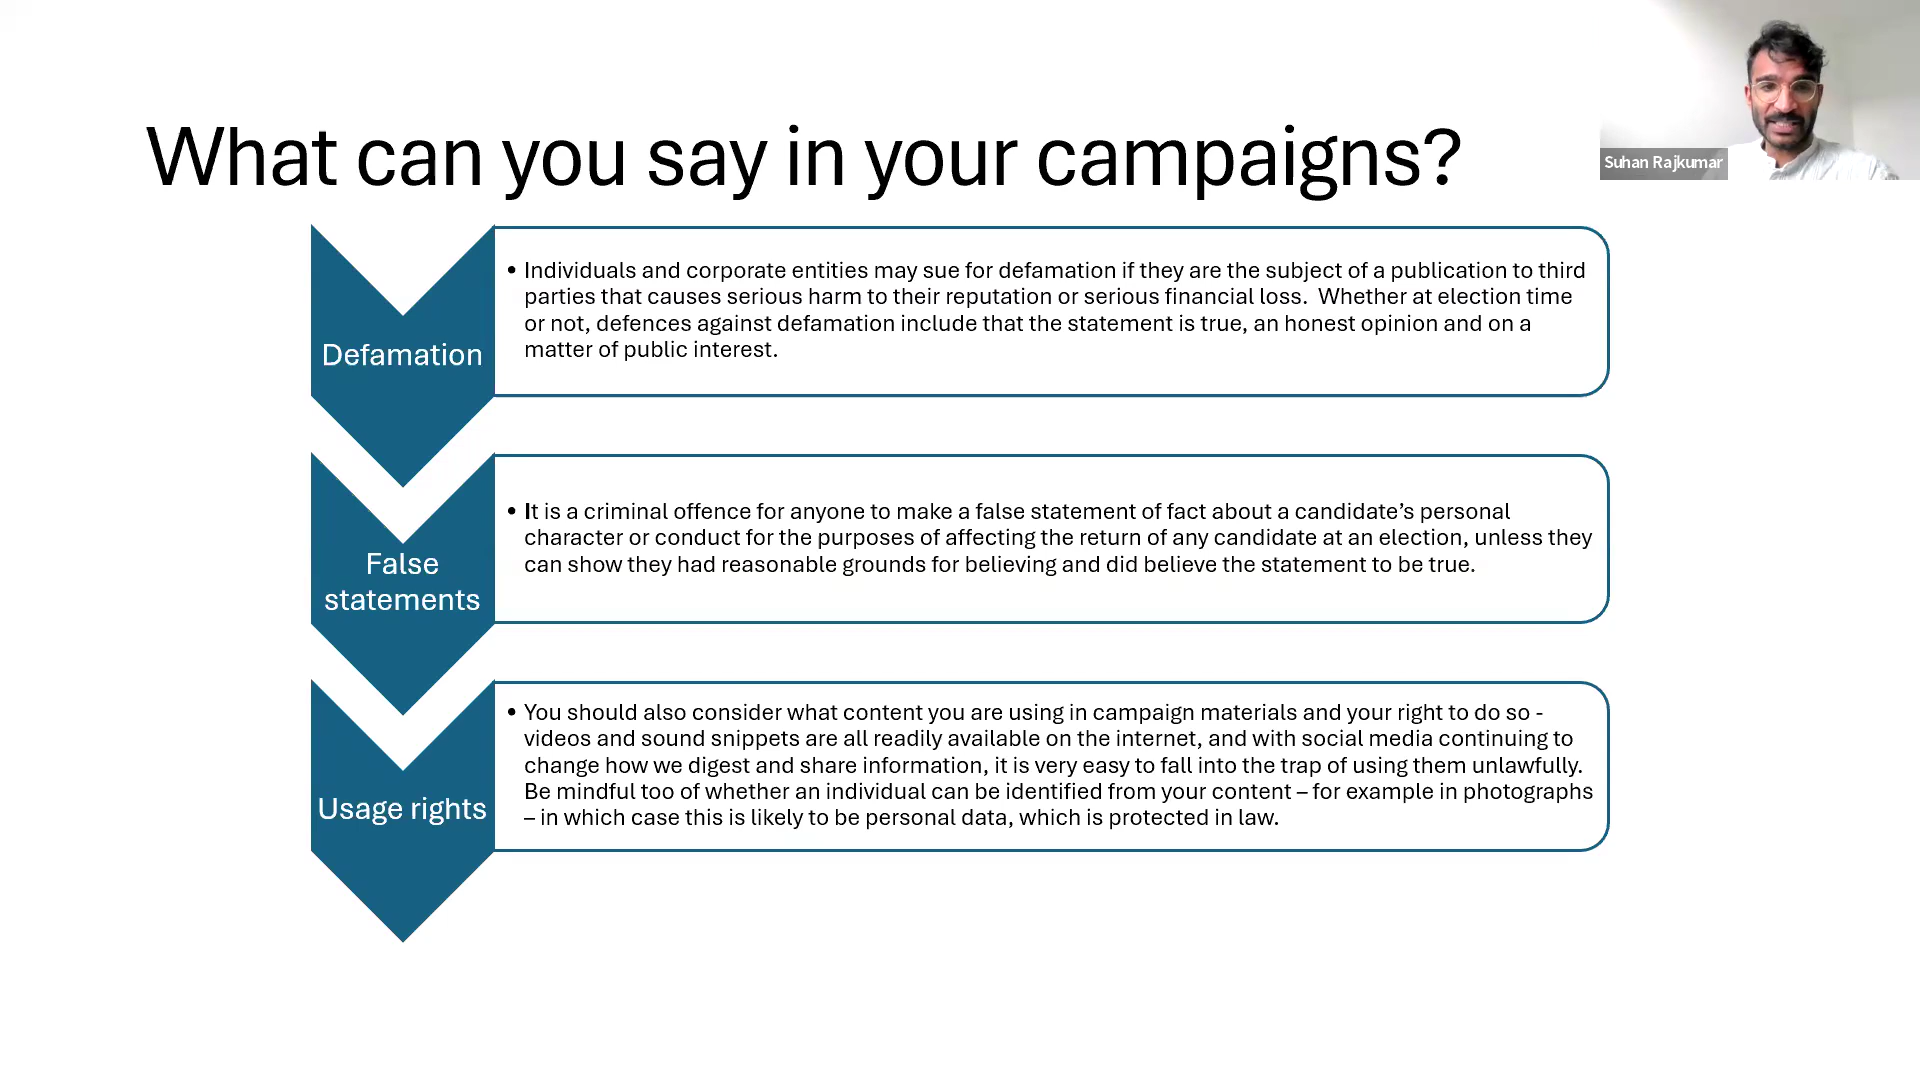 What can you say in your campaigns?
Suhan Rajkumar
Defamation
• Individuals and corporate entities may sue for defamation if they are the subject of a publication to third
parties that causes serious harm to their reputation or serious financial loss.  Whether at election time
or not, defences against defamation include that the statement is true, an honest opinion and on a
matter of public interest.
False
statements
• It is a criminal offence for anyone to make a false statement of fact about a candidate’s personal
character or conduct for the purposes of affecting the return of any candidate at an election, unless they
can show they had reasonable grounds for believing and did believe the statement to be true.
Usage rights
• You should also consider what content you are using in campaign materials and your right to do so -
videos and sound snippets are all readily available on the internet, and with social media continuing to
change how we digest and share information, it is very easy to fall into the trap of using them unlawfully.
Be mindful too of whether an individual can be identified from your content – for example in photographs
– in which case this is likely to be personal data, which is protected in law.